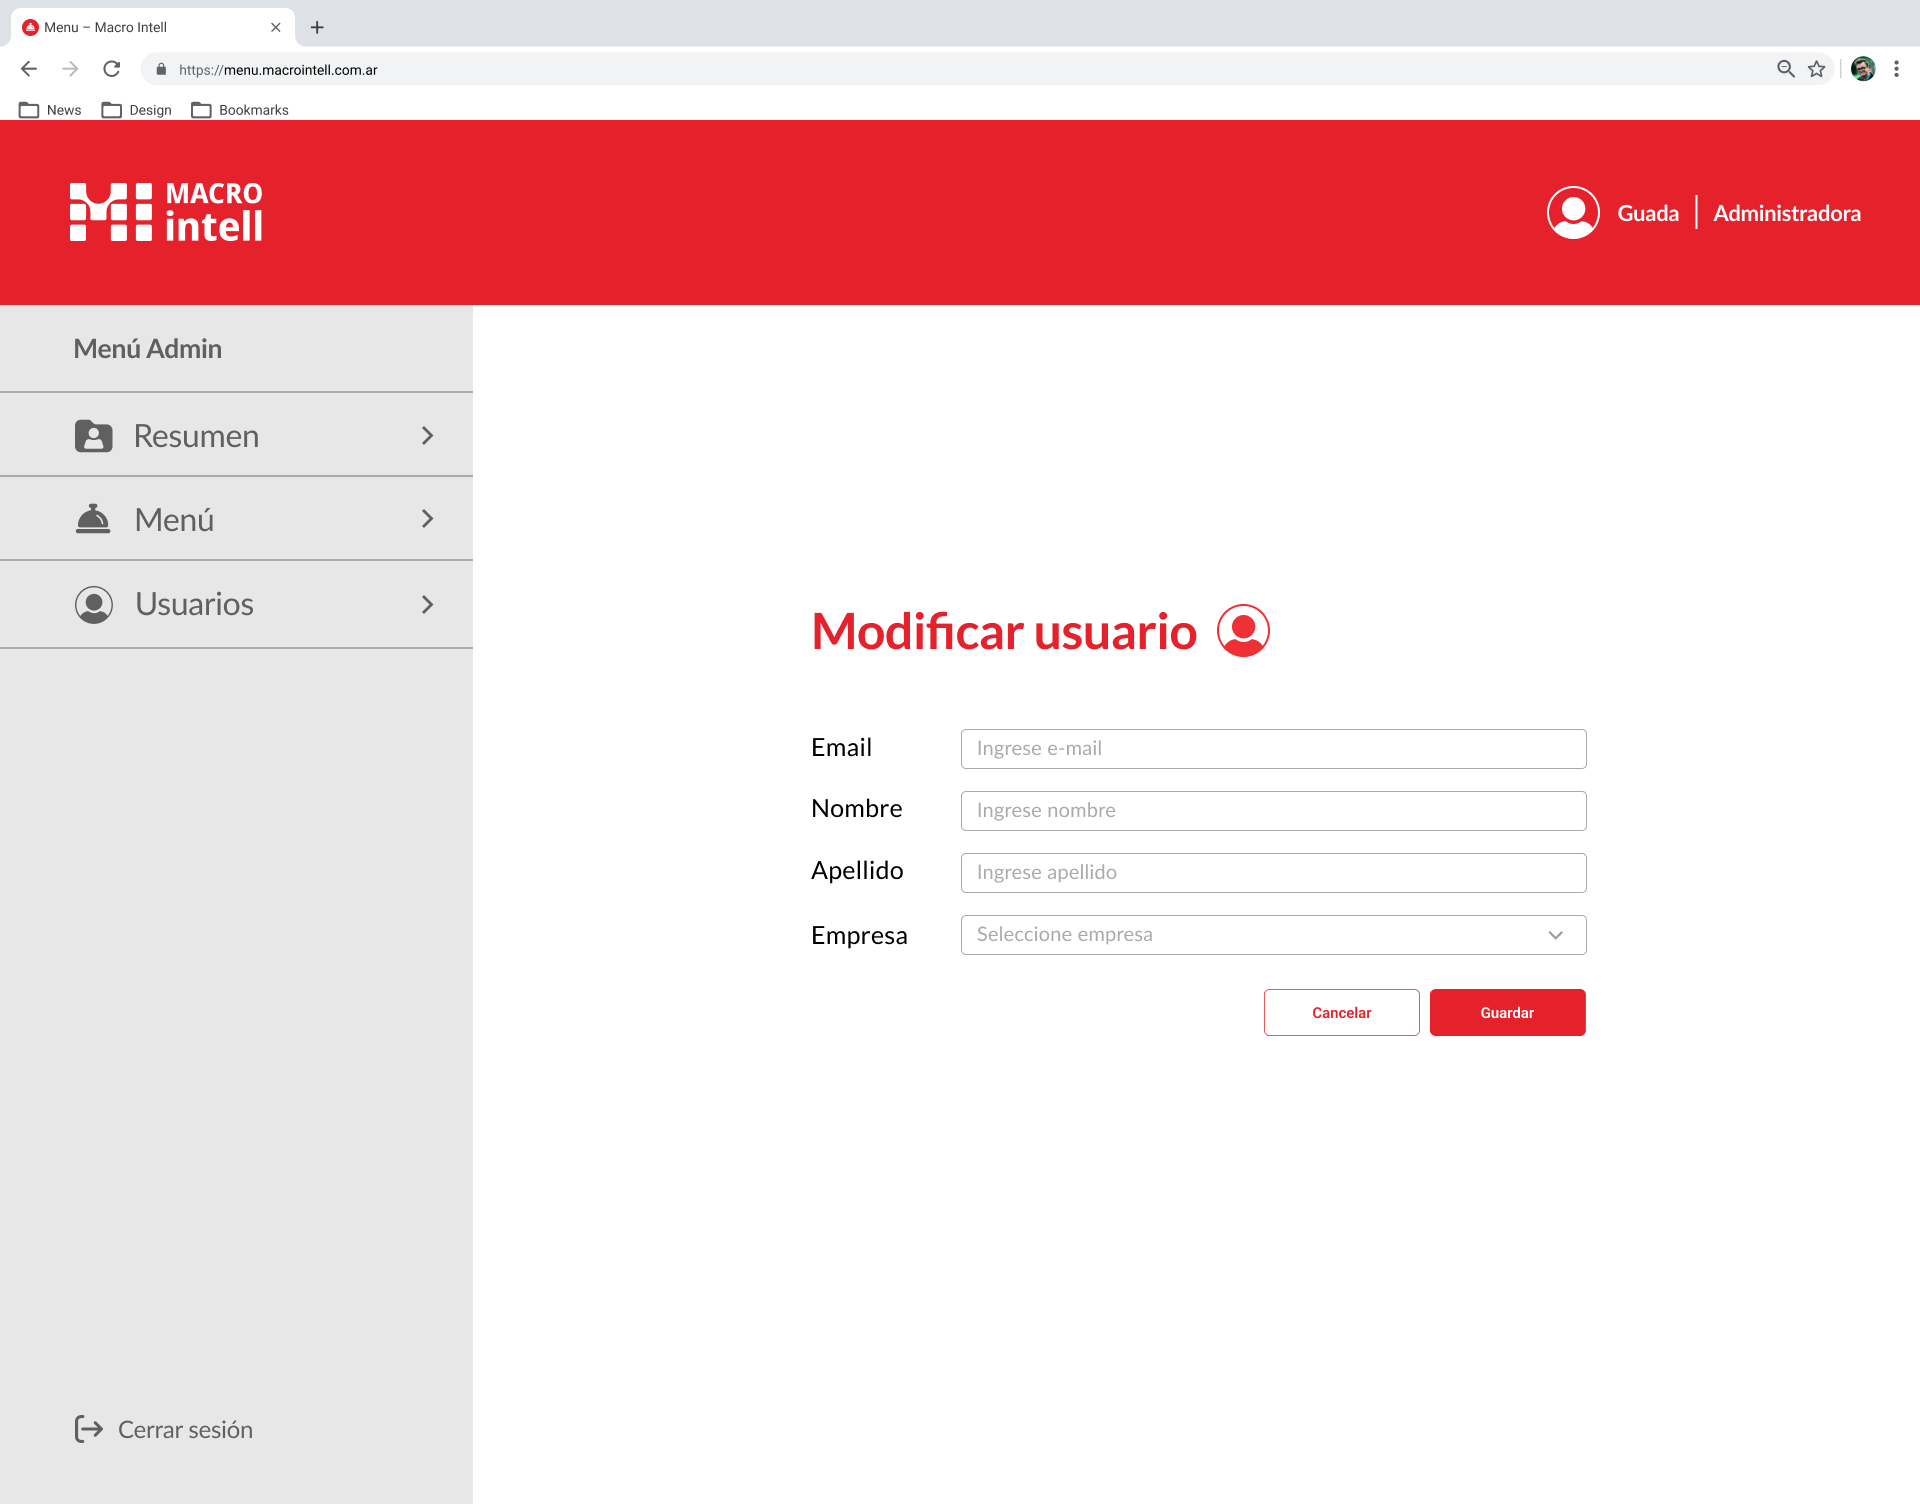 Menu – Macro Intell
https://menu.macrointell.com.ar
News Design Bookmarks
MACRO
intell
Guada | Administradora
Menú Admin
Resumen
Menú
Usuarios
Modificar usuario
Email Ingrese e-mail
Nombre Ingrese nombre
Apellido Ingrese apellido
Empresa Seleccione empresa
Cancelar Guardar
Cerrar sesión